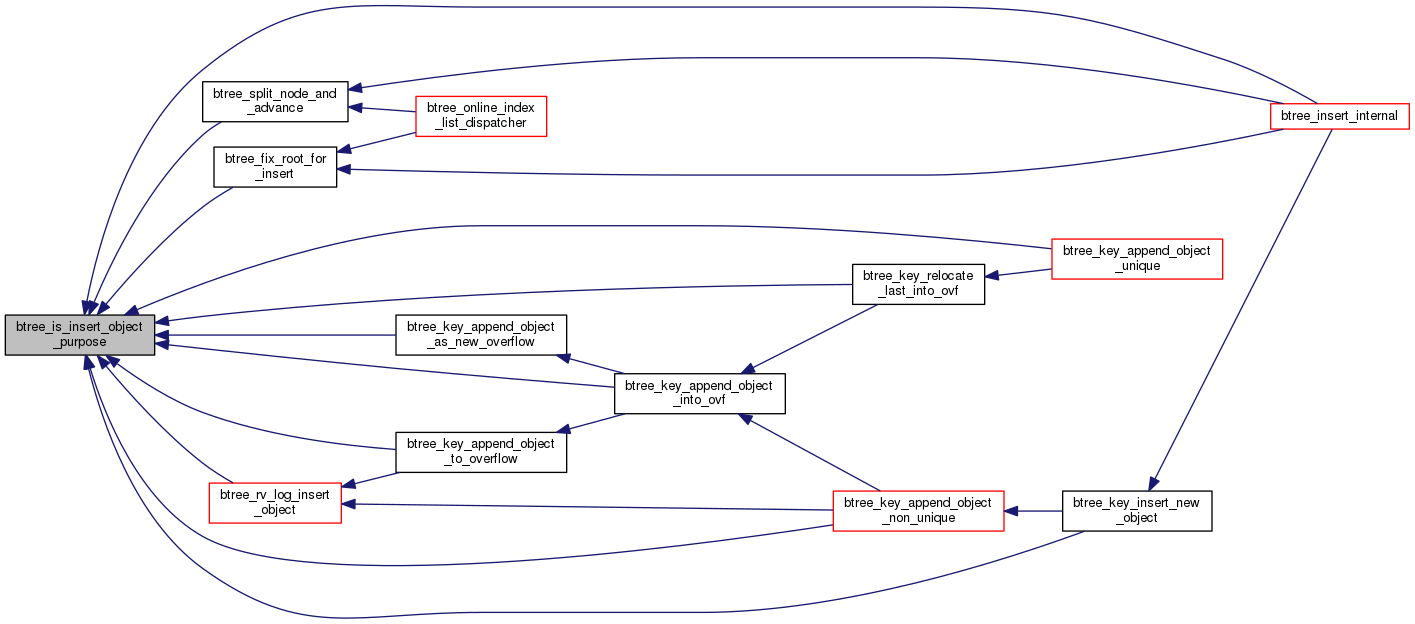 btree_split_node_and
_advance
btree_online_index
_list_dispatcher
btree_insert_internal
btree_fix_root_for
_insert
btree_key_append_object
_unique
btree_key_relocate
_last_into_ovf
btree_is_insert_object
_purpose
btree_key_append_object
_as_new_overflow
btree_key_append_object
_into_ovf
btree_key_append_object
_to_overflow
btree_rv_log_insert
_object
btree_key_append_object
_non_unique
btree_key_insert_new
_object